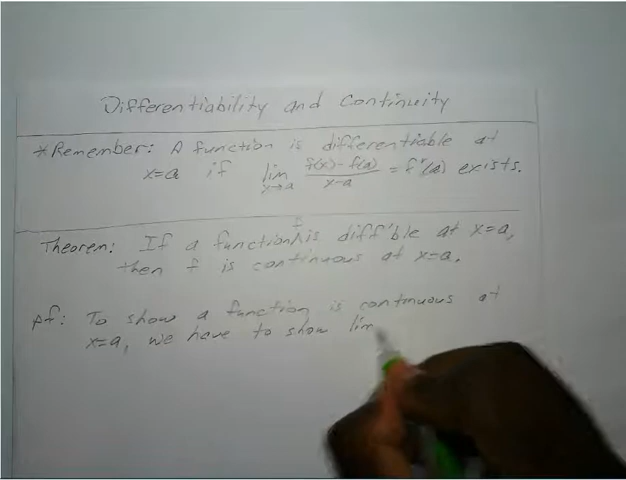 Differentiability and Continuity
*Remember: A function is differentiable at
x=a if lim x→a (f(x)-f(a))/(x-a) = f'(a) exists.
Theorem: If a function f is diff'ble at x=a,
then f is continuous at x=a.
Pf: To show a function is continuous at
x=a, we have to show lim